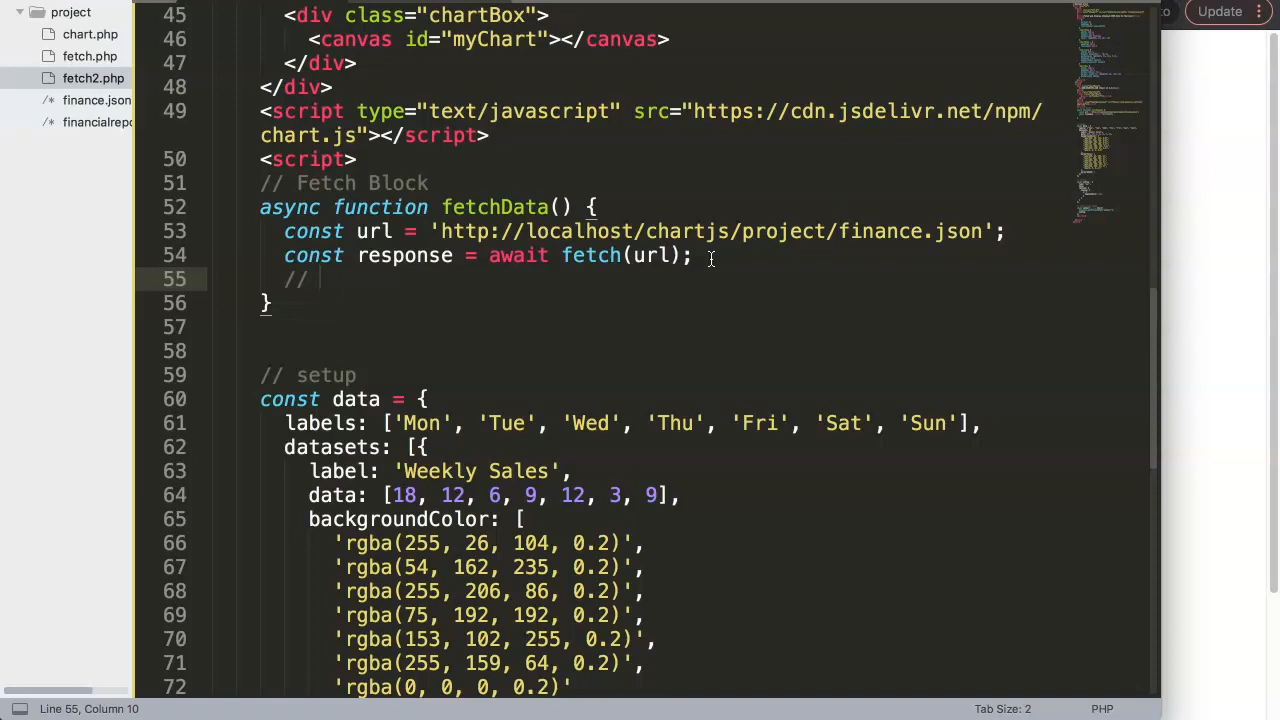 project
chart.php
fetch.php
fetch2.php
/* finance.json
/* financialrepo
Update
45 <div class="chartBox">
46 <canvas id="myChart"></canvas>
47 </div>
48 </div>
49 <script type="text/javascript" src="https://cdn.jsdelivr.net/npm/
chart.js"></script>
50 <script>
51 // Fetch Block
52 async function fetchData() {
53 const url = 'http://localhost/chartjs/project/finance.json';
54 const response = await fetch(url);
55 //
56 }
57
58
59 // setup
60 const data = {
61 labels: ['Mon', 'Tue', 'Wed', 'Thu', 'Fri', 'Sat', 'Sun'],
62 datasets: [{
63 label: 'Weekly Sales',
64 data: [18, 12, 6, 9, 12, 3, 9],
65 backgroundColor: [
66 'rgba(255, 26, 104, 0.2)',
67 'rgba(54, 162, 235, 0.2)',
68 'rgba(255, 206, 86, 0.2)',
69 'rgba(75, 192, 192, 0.2)',
70 'rgba(153, 102, 255, 0.2)',
71 'rgba(255, 159, 64, 0.2)',
72 'rgba(0, 0, 0, 0.2)'
Line 55, Column 10
Tab Size: 2
PHP